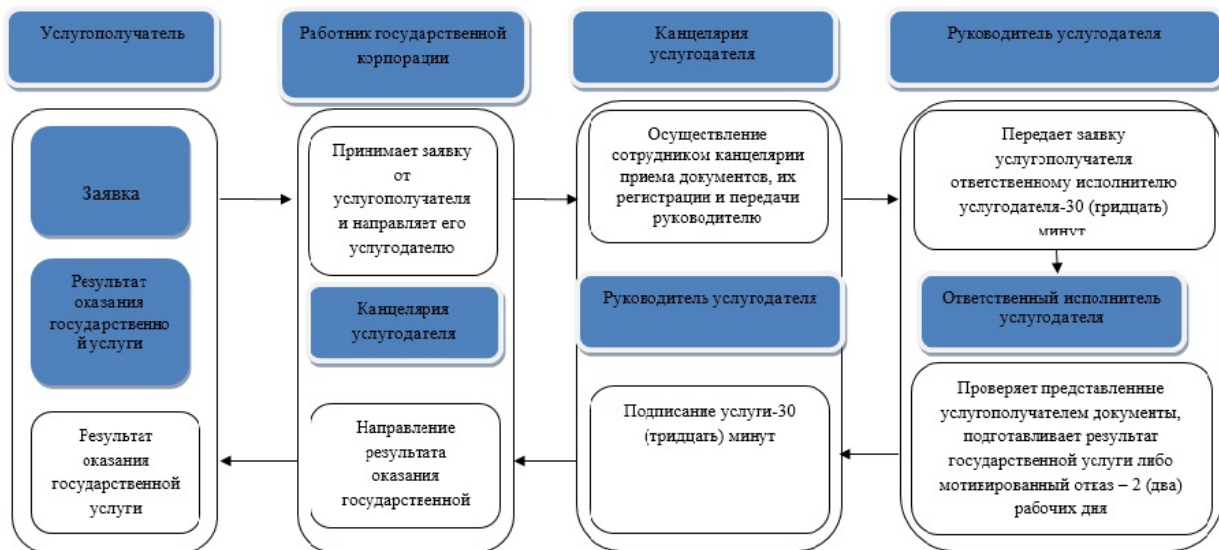 Услугополучатель
Работник государственной
корпорации
Канцелярия
услугодателя
Руководитель услугодателя
Заявка
Принимает заявку
от
услугополучателя
и направляет его
услугодателю
Осуществление
сотрудником канцелярии
приема документов, их
регистрации и передачи
руководителю
Передает заявку
услугополучателя
ответственному исполнителю
услугодателя-30 (тридцать)
минут
Результат
оказания
государственно
й услуги
Канцелярия
услугодателя
Руководитель услугодателя
Ответственный исполнитель
услугодателя
Результат
оказания
государственной
услуги
Направление
результата
оказания
государственной
Подписание услуги-30
(тридцать) минут
Проверяет представленные
услугополучателем документы,
подготавливает результат
государственной услуги либо
мотивированный отказ – 2 (два)
рабочих дня